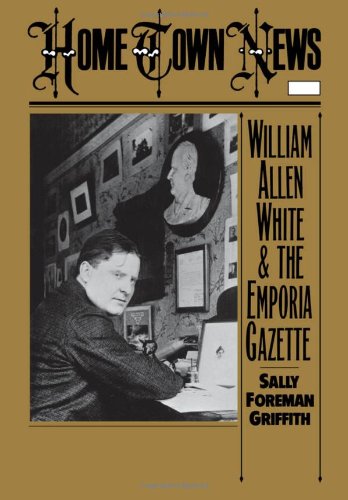 HOME TOWN NEWS
WILLIAM
ALLEN
WHITE
& THE
EMPORIA
GAZETTE
SALLY
FOREMAN
GRIFFITH